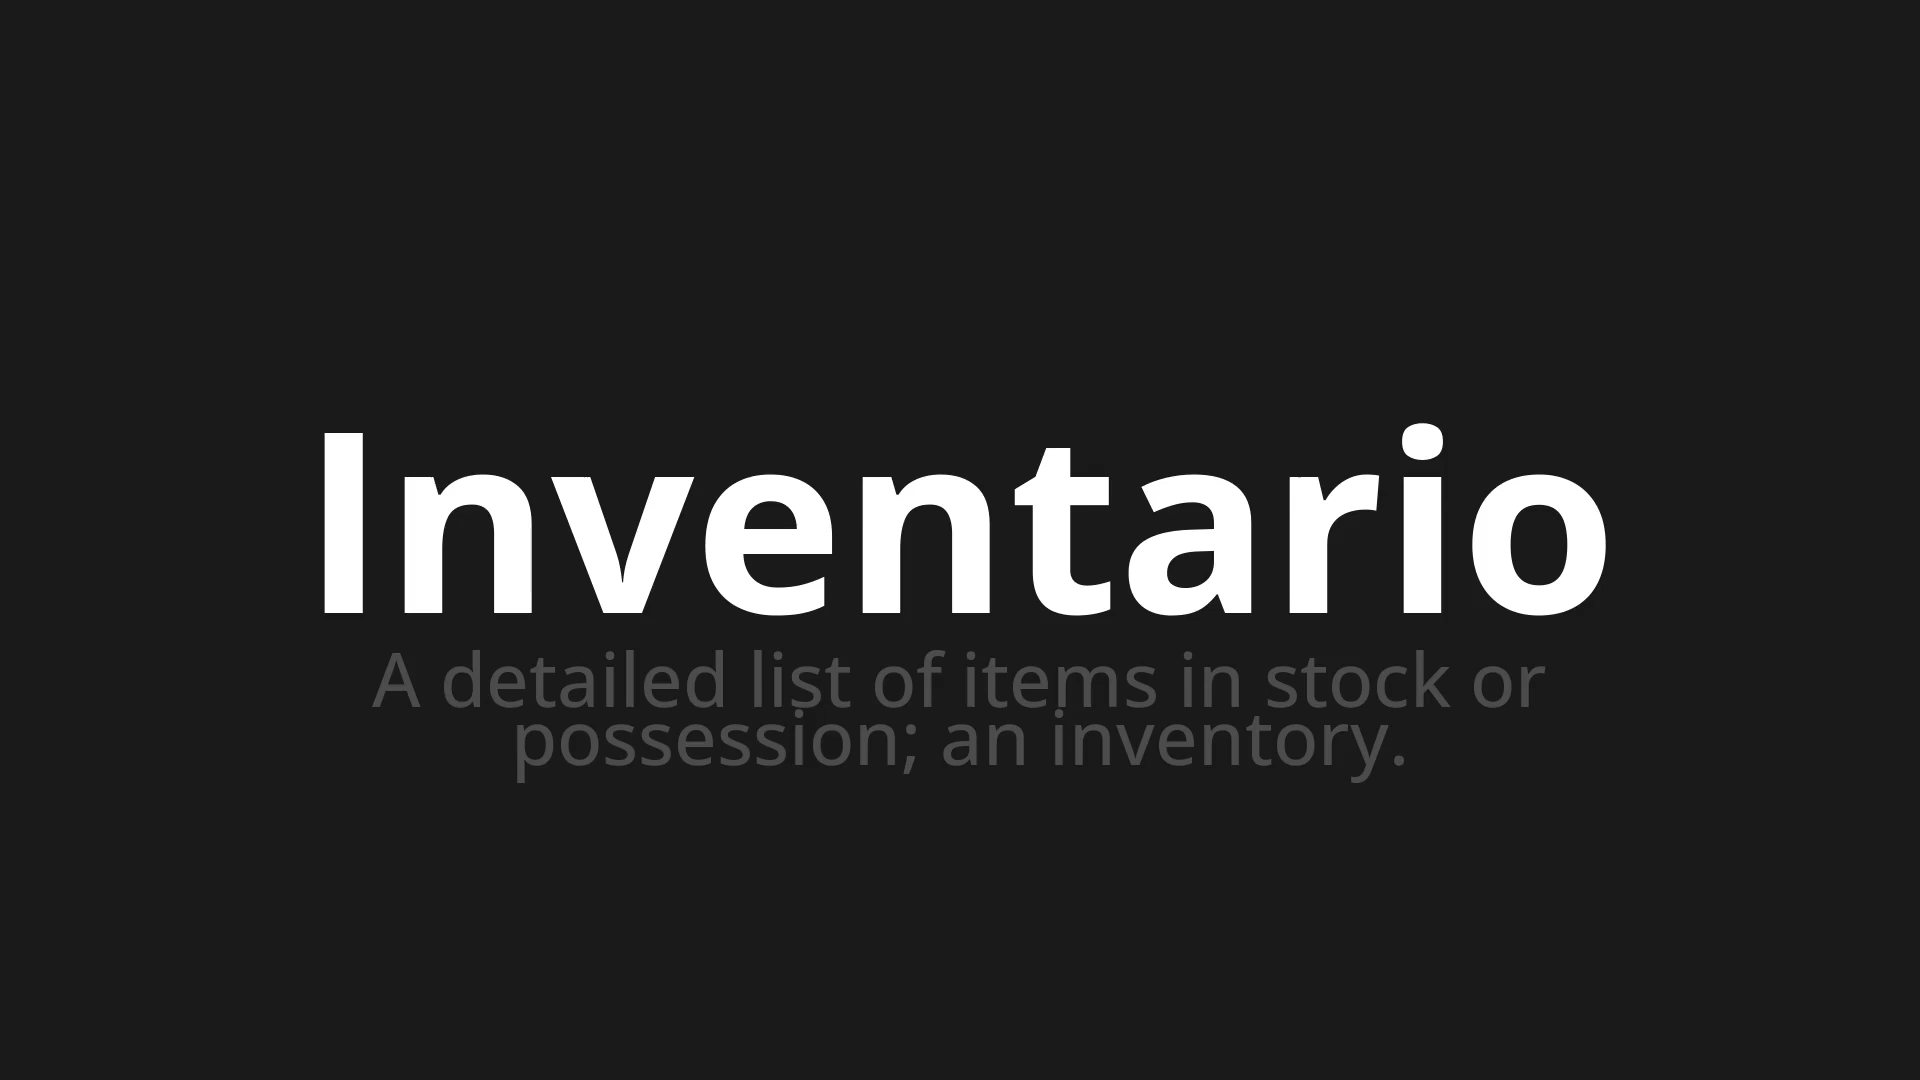 Inventario
A detailed list of items in stock or
possession; an inventory.